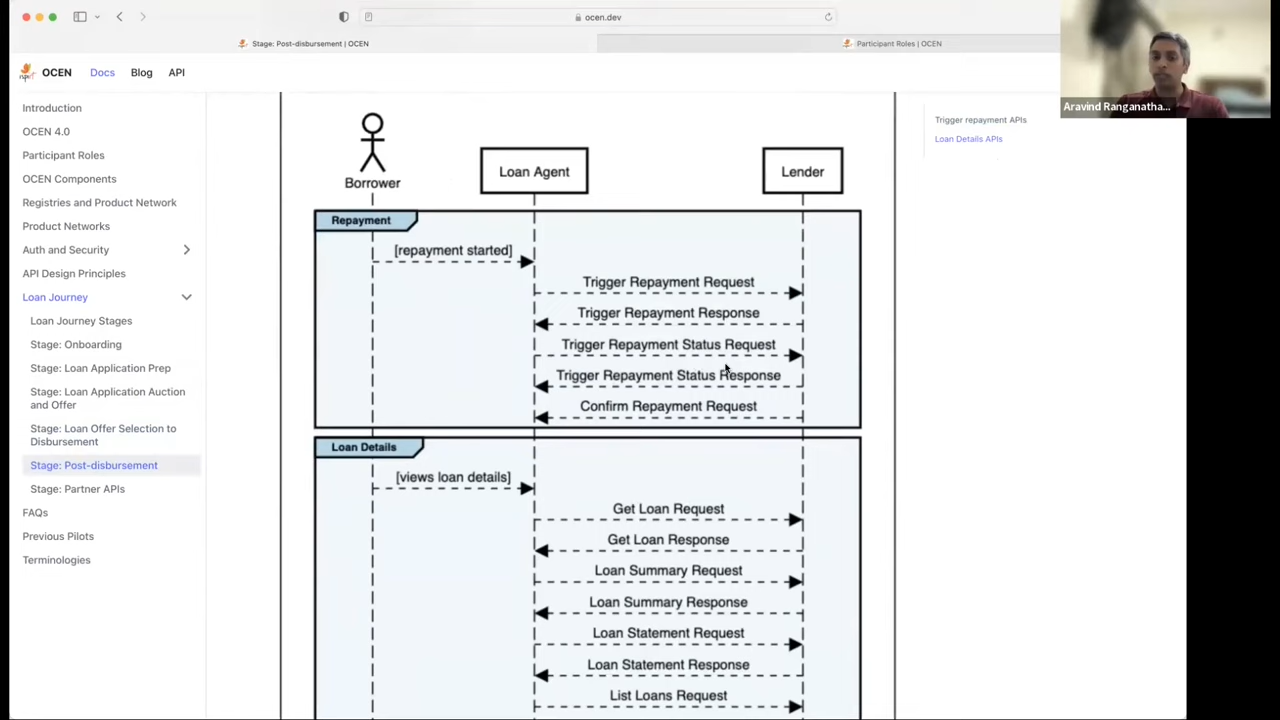 ocen.dev
Stage: Post-disbursement | OCEN
Participant Roles | OCEN
OCEN
Docs
Blog
API
Aravind Ranganatha...
Introduction
OCEN 4.0
Participant Roles
OCEN Components
Registries and Product Network
Product Networks
Auth and Security
API Design Principles
Loan Journey
Loan Journey Stages
Stage: Onboarding
Stage: Loan Application Prep
Stage: Loan Application Auction
and Offer
Stage: Loan Offer Selection to
Disbursement
Stage: Post-disbursement
Stage: Partner APIs
FAQs
Previous Pilots
Terminologies
Borrower
Loan Agent
Lender
Repayment
[repayment started]
Trigger Repayment Request
Trigger Repayment Response
Trigger Repayment Status Request
Trigger Repayment Status Response
Confirm Repayment Request
Loan Details
[views loan details]
Get Loan Request
Get Loan Response
Loan Summary Request
Loan Summary Response
Loan Statement Request
Loan Statement Response
List Loans Request
Trigger repayment APIs
Loan Details APIs